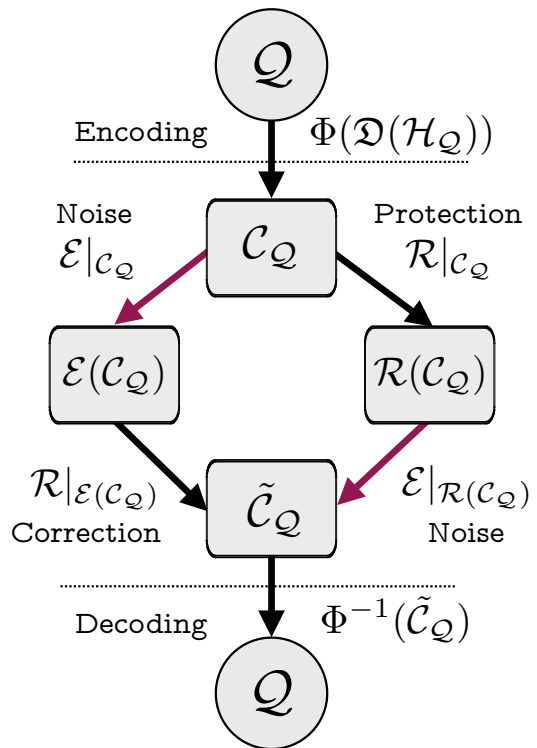 𝒬
Encoding Φ(𝔇(ℋ_𝒬))
Noise
ℰ|_{𝒞_𝒬}
Protection
ℛ|_{𝒞_𝒬}
𝒞_𝒬
ℰ(𝒞_𝒬)
ℛ(𝒞_𝒬)
ℛ|_{ℰ(𝒞_𝒬)}
Correction
𝒞̃_𝒬
ℰ|_{ℛ(𝒞_𝒬)}
Noise
Decoding Φ⁻¹(𝒞̃_𝒬)
𝒬